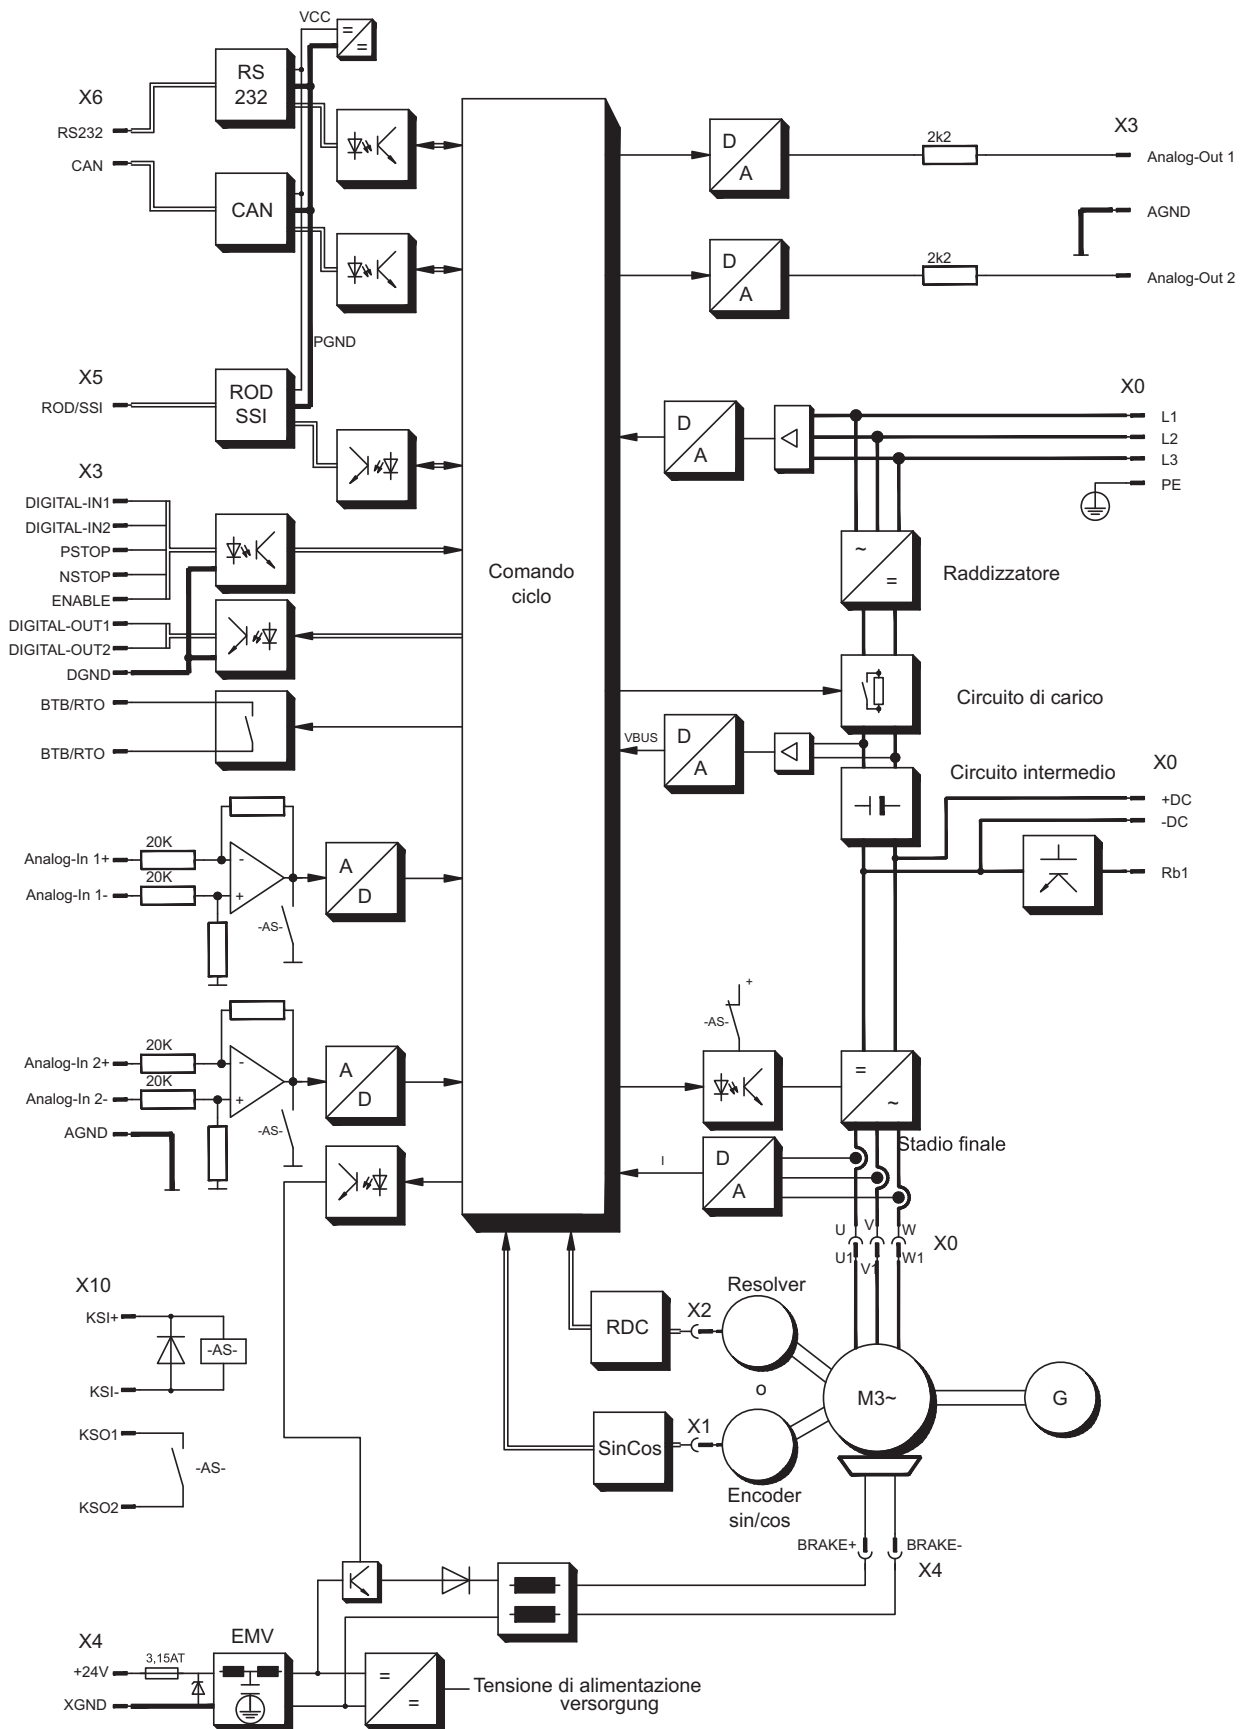 VCC
=
=
RS
232
X6
RS232
CAN
CAN
PGND
X5
ROD/SSI
ROD
SSI
X3
DIGITAL-IN1
DIGITAL-IN2
PSTOP
NSTOP
ENABLE
DIGITAL-OUT1
DIGITAL-OUT2
DGND
BTB/RTO
BTB/RTO
20K
Analog-In 1+
-
20K
Analog-In 1-
+
-AS-
A
D
20K
Analog-In 2+
-
20K
Analog-In 2-
+
-AS-
AGND
A
D
Comando
ciclo
D
A
2k2
X3
Analog-Out 1
AGND
D
A
2k2
Analog-Out 2
X0
L1
L2
L3
PE
D
A
~
=
Raddizzatore
Circuito di carico
VBUS
D
A
Circuito intermedio
X0
+DC
-DC
Rb1
+
-AS-
=
~
Stadio finale
I
D
A
U
V
W
X0
U1
V1
W1
X10
KSI+
-AS-
KSI-
KSO1
-AS-
KSO2
RDC
X2
Resolver
o
M3~
G
SinCos
X1
Encoder
sin/cos
BRAKE+
BRAKE-
X4
X4
EMV
3,15AT
+24V
XGND
=
=
Tensione di alimentazione
versorgung